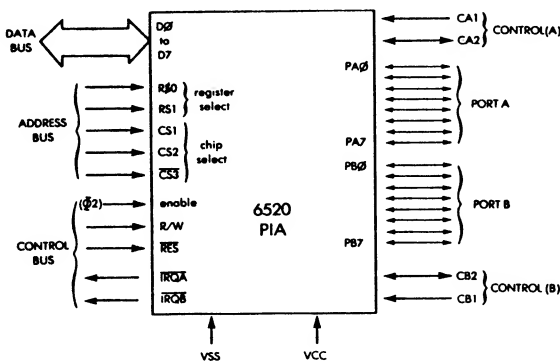 DATA BUS
DØ
to
D7
ADDRESS BUS
RS0
RS1
register select
CS1
CS2
CS3
chip select
CONTROL BUS
(Φ2)
enable
R/W
RES
IRQA
IRQB
6520
PIA
CA1
CA2
CONTROL(A)
PAØ
PA7
PORT A
PBØ
PB7
PORT B
CB2
CB1
CONTROL (B)
VSS
VCC